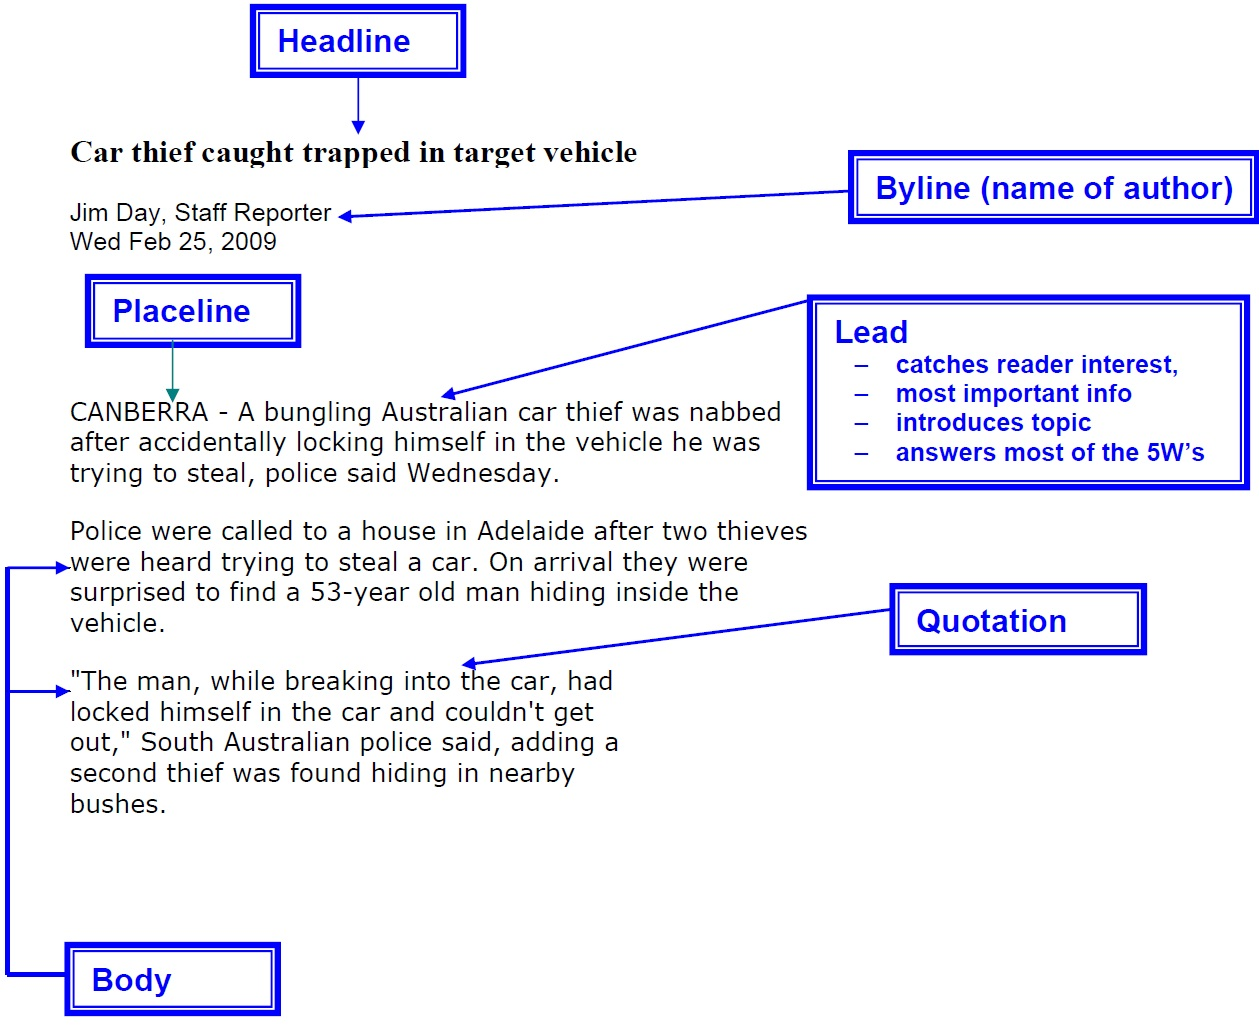 Headline
Car thief caught trapped in target vehicle
Byline (name of author)
Jim Day, Staff Reporter
Wed Feb 25, 2009
Placeline
Lead
– catches reader interest,
– most important info
– introduces topic
– answers most of the 5W's
CANBERRA - A bungling Australian car thief was nabbed
after accidentally locking himself in the vehicle he was
trying to steal, police said Wednesday.
Police were called to a house in Adelaide after two thieves
were heard trying to steal a car. On arrival they were
surprised to find a 53-year old man hiding inside the
vehicle.
Quotation
"The man, while breaking into the car, had
locked himself in the car and couldn't get
out," South Australian police said, adding a
second thief was found hiding in nearby
bushes.
Body